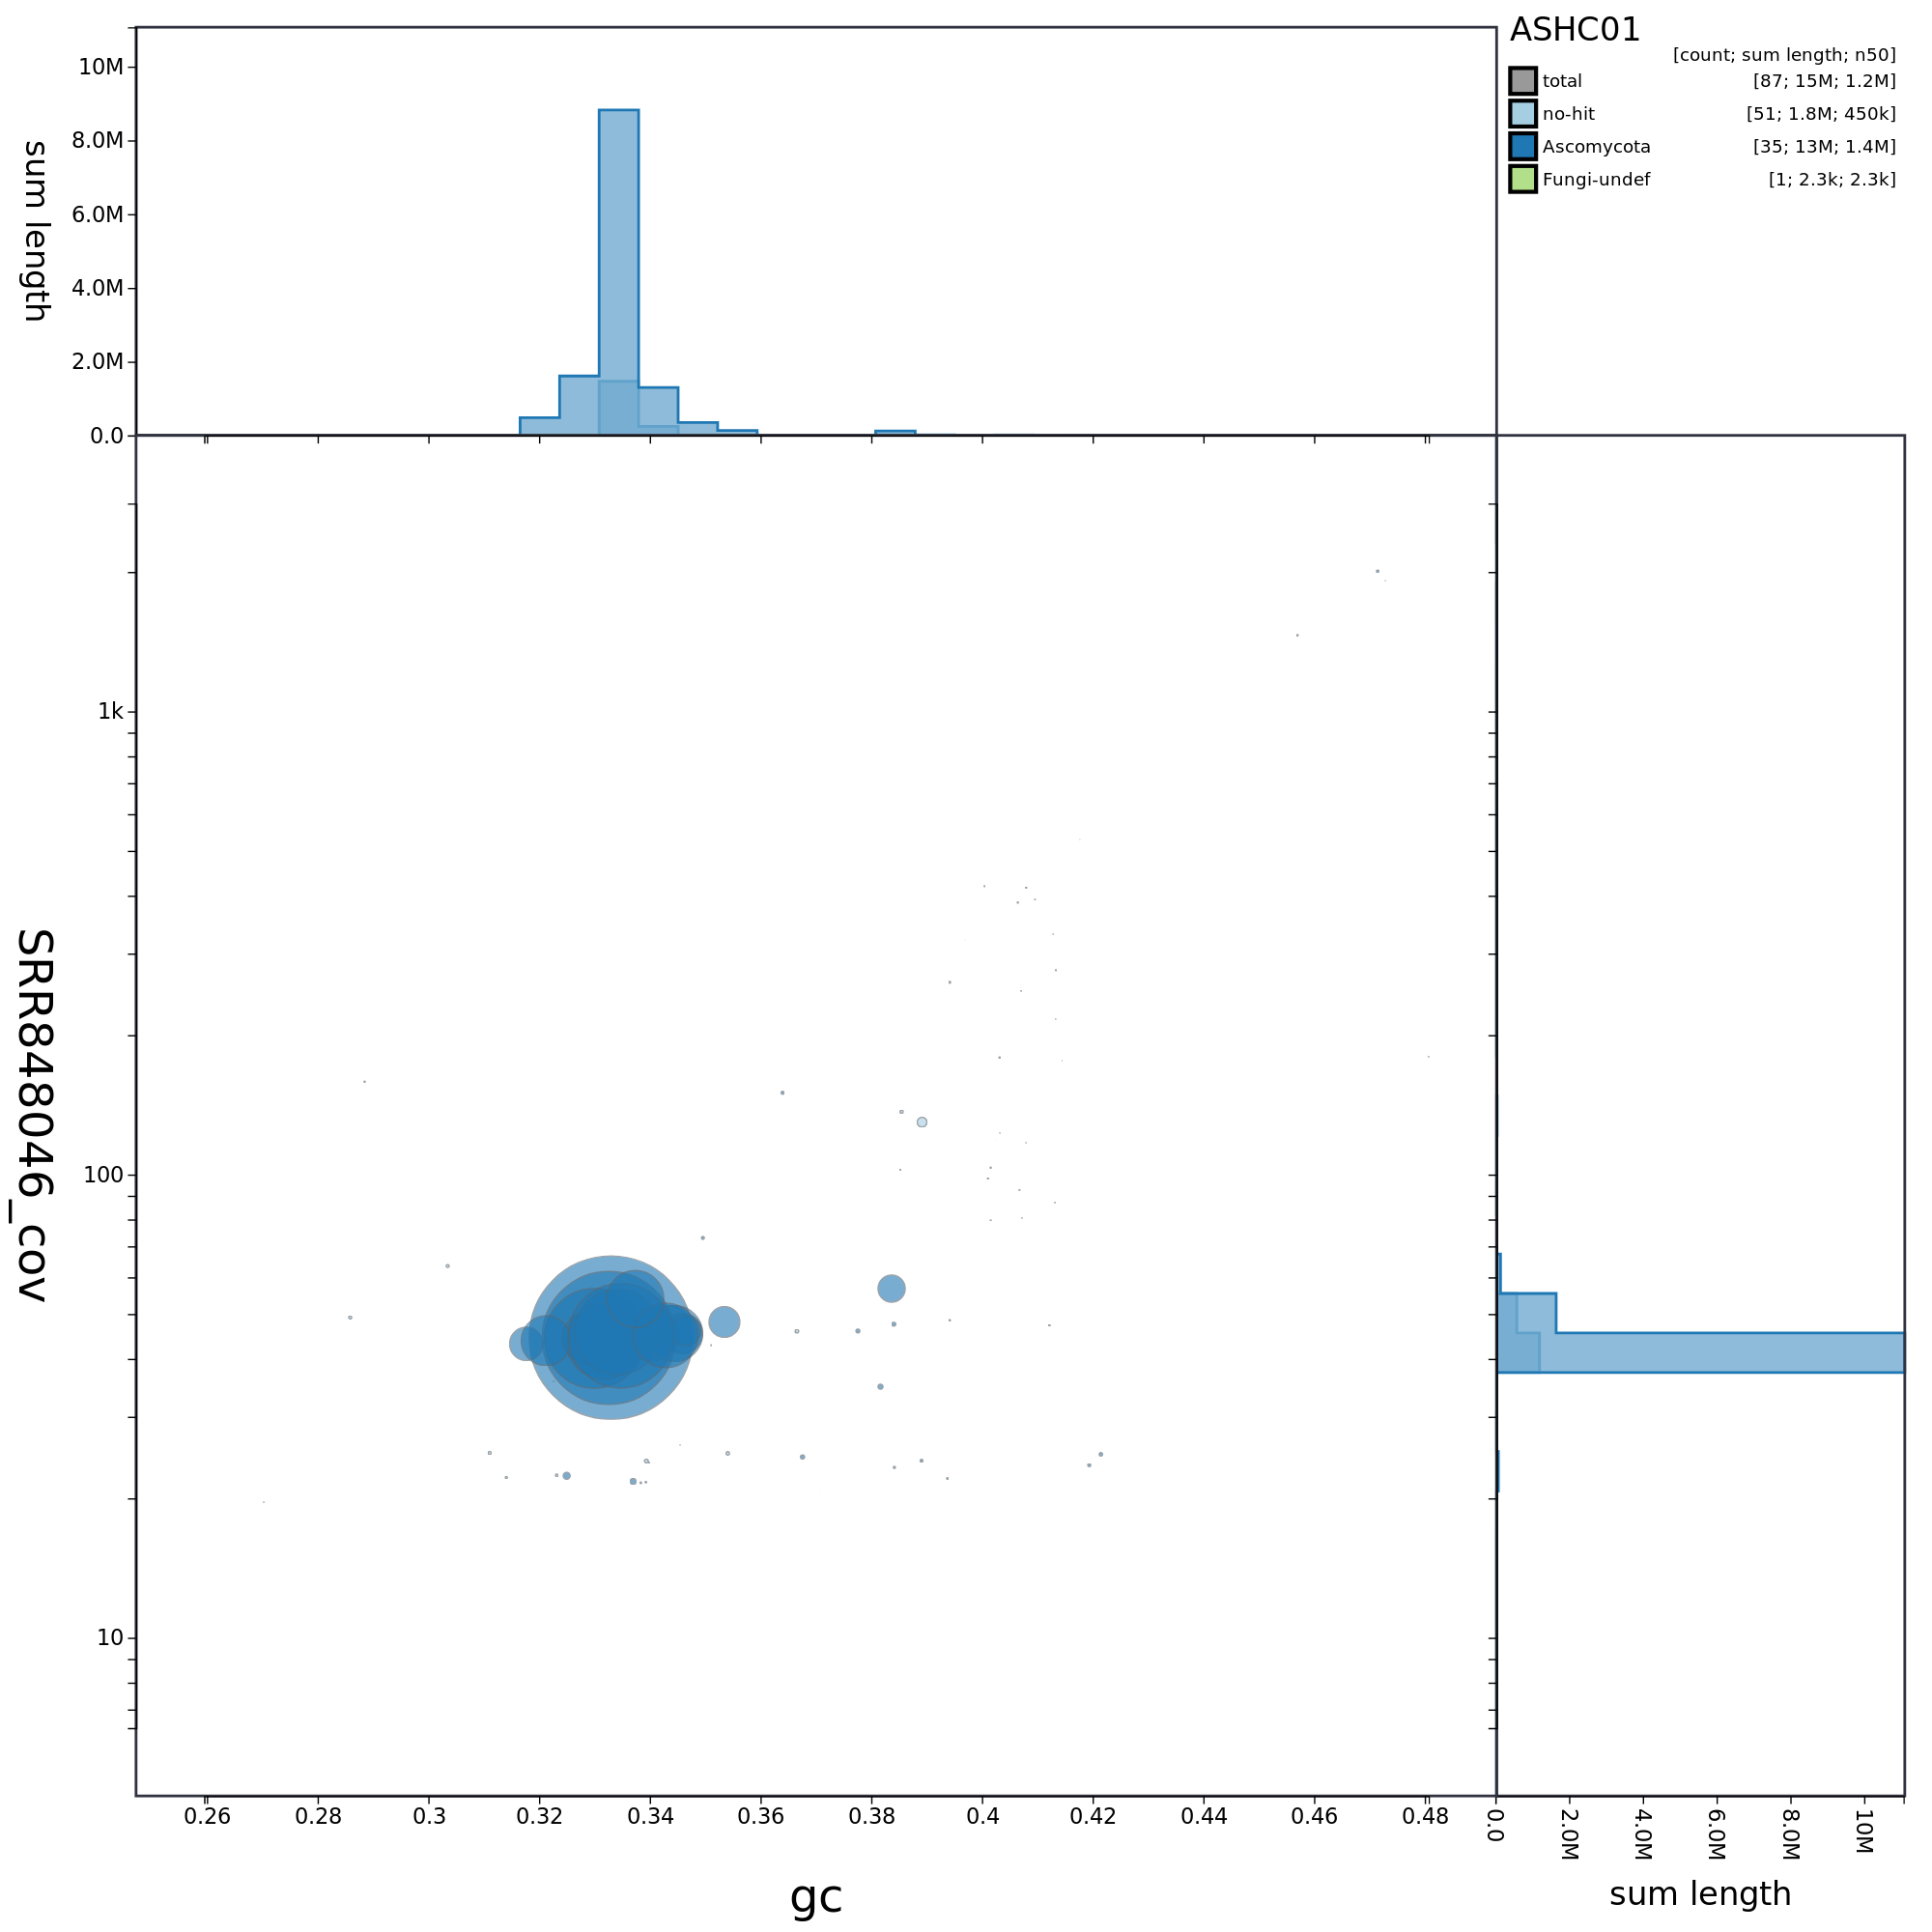 ASHC01
[count; sum length; n50]
total [87; 15M; 1.2M]
no-hit [51; 1.8M; 450k]
Ascomycota [35; 13M; 1.4M]
Fungi-undef [1; 2.3k; 2.3k]
sum length
10M
8.0M
6.0M
4.0M
2.0M
0.0
SRR848046_cov
1k
100
10
0.26 0.28 0.3 0.32 0.34 0.36 0.38 0.4 0.42 0.44 0.46 0.48
gc
0.0 2.0M 4.0M 6.0M 8.0M 10M
sum length